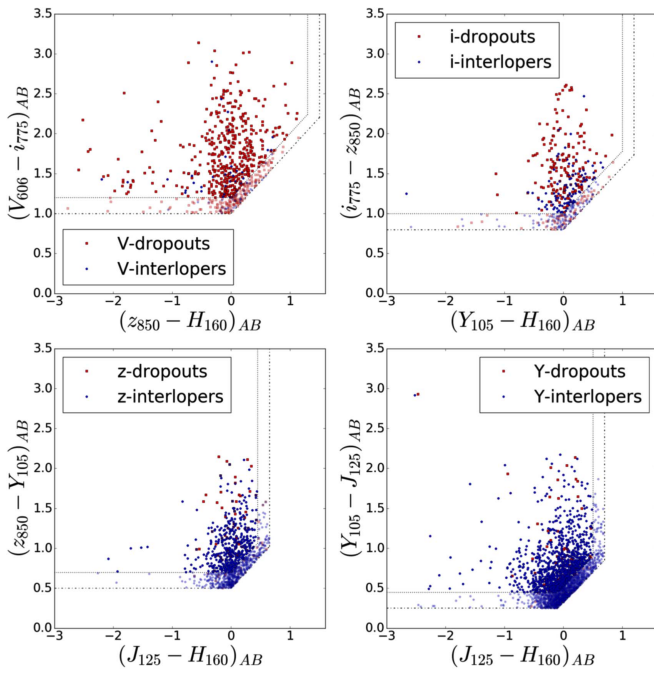 3.5
3.0
2.5
2.0
1.5
1.0
0.5
0.0
(V606 − i775)AB
V-dropouts
V-interlopers
−3 −2 −1 0 1
(z850 − H160)AB
3.5
3.0
2.5
2.0
1.5
1.0
0.5
0.0
(i775 − z850)AB
i-dropouts
i-interlopers
−3 −2 −1 0 1
(Y105 − H160)AB
3.5
3.0
2.5
2.0
1.5
1.0
0.5
0.0
(z850 − Y105)AB
z-dropouts
z-interlopers
−3 −2 −1 0 1
(J125 − H160)AB
3.5
3.0
2.5
2.0
1.5
1.0
0.5
0.0
(Y105 − J125)AB
Y-dropouts
Y-interlopers
−3 −2 −1 0 1
(J125 − H160)AB